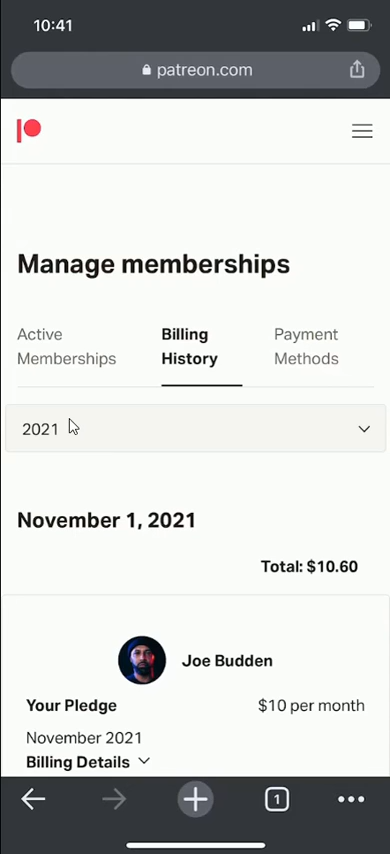 10:41
patreon.com
Manage memberships
Active
Memberships
Billing
History
Payment
Methods
2021
November 1, 2021
Total: $10.60
Joe Budden
Your Pledge
$10 per month
November 2021
Billing Details
1